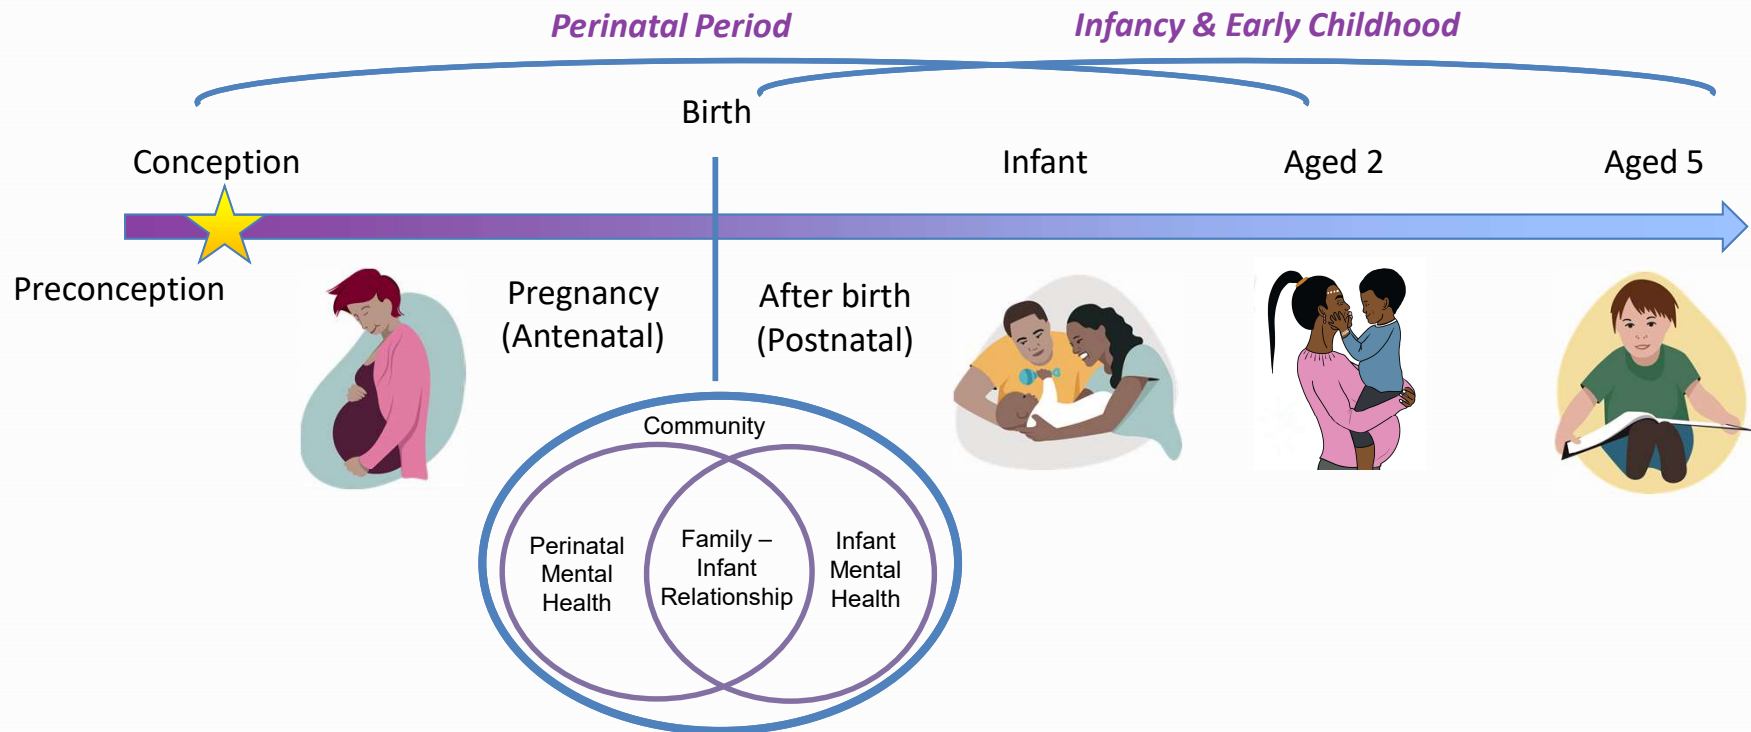 Perinatal Period
Infancy & Early Childhood
Birth
Conception
Infant
Aged 2
Aged 5
Preconception
Pregnancy
(Antenatal)
After birth
(Postnatal)
Community
Perinatal
Mental
Health
Family –
Infant
Relationship
Infant
Mental
Health